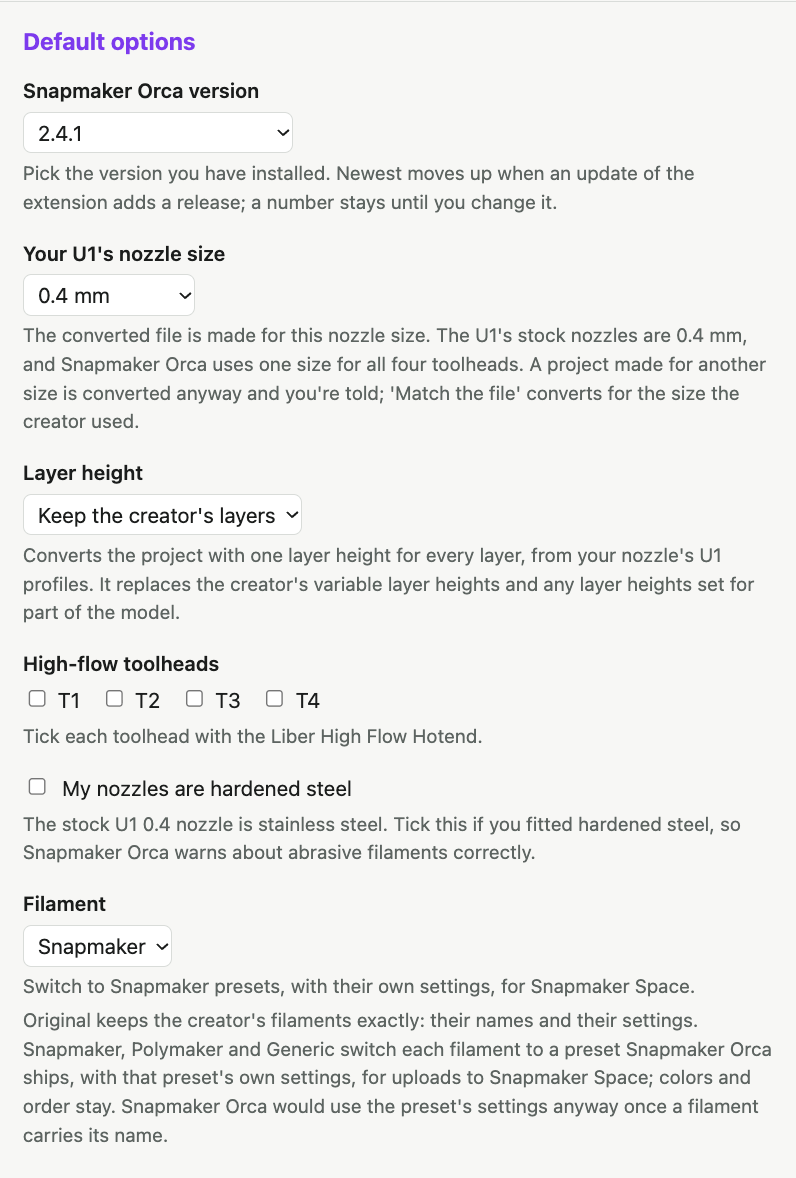 Default options
Snapmaker Orca version
2.4.1
Pick the version you have installed. Newest moves up when an update of the
extension adds a release; a number stays until you change it.
Your U1's nozzle size
0.4 mm
The converted file is made for this nozzle size. The U1's stock nozzles are 0.4 mm,
and Snapmaker Orca uses one size for all four toolheads. A project made for another
size is converted anyway and you're told; 'Match the file' converts for the size the
creator used.
Layer height
Keep the creator's layers
Converts the project with one layer height for every layer, from your nozzle's U1
profiles. It replaces the creator's variable layer heights and any layer heights set for
part of the model.
High-flow toolheads
T1 T2 T3 T4
Tick each toolhead with the Liber High Flow Hotend.
My nozzles are hardened steel
The stock U1 0.4 nozzle is stainless steel. Tick this if you fitted hardened steel, so
Snapmaker Orca warns about abrasive filaments correctly.
Filament
Snapmaker
Switch to Snapmaker presets, with their own settings, for Snapmaker Space.
Original keeps the creator's filaments exactly: their names and their settings.
Snapmaker, Polymaker and Generic switch each filament to a preset Snapmaker Orca
ships, with that preset's own settings, for uploads to Snapmaker Space; colors and
order stay. Snapmaker Orca would use the preset's settings anyway once a filament
carries its name.